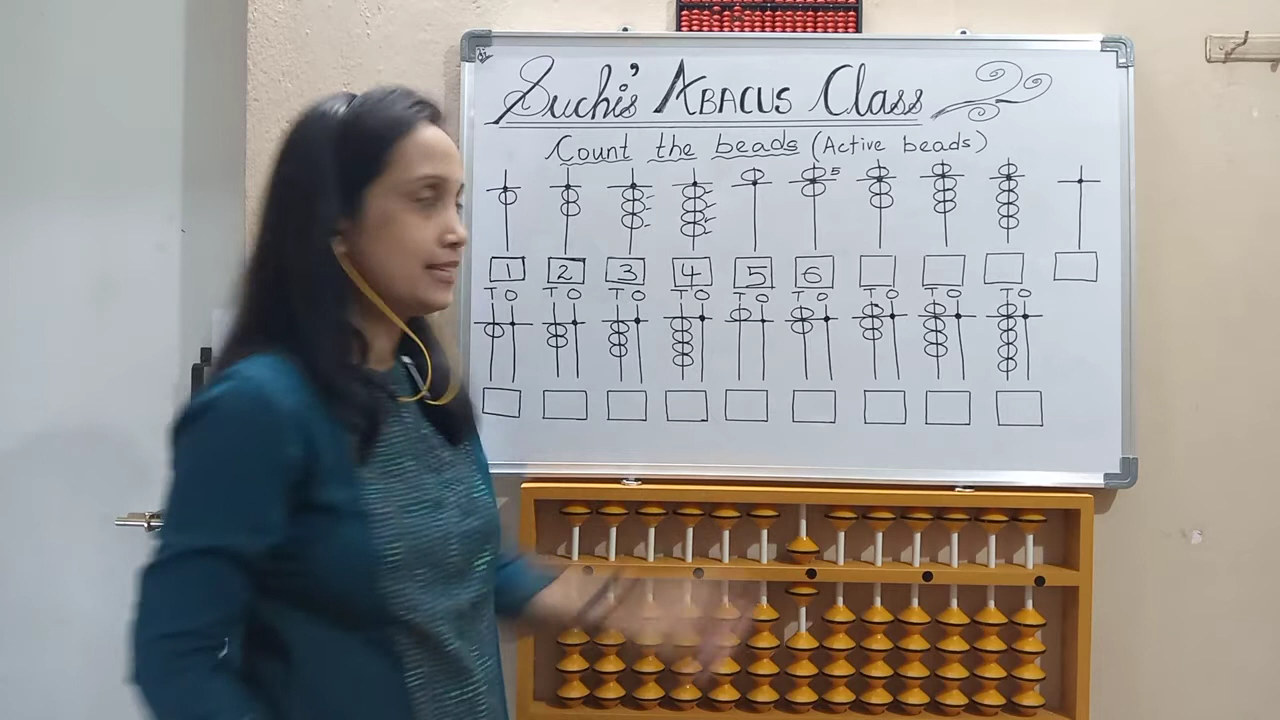 Suchi's ABACUS Class
Count the beads (Active beads)
5
1 2 3 4 5 6
T O T O T O T O T O T O T O T O T O